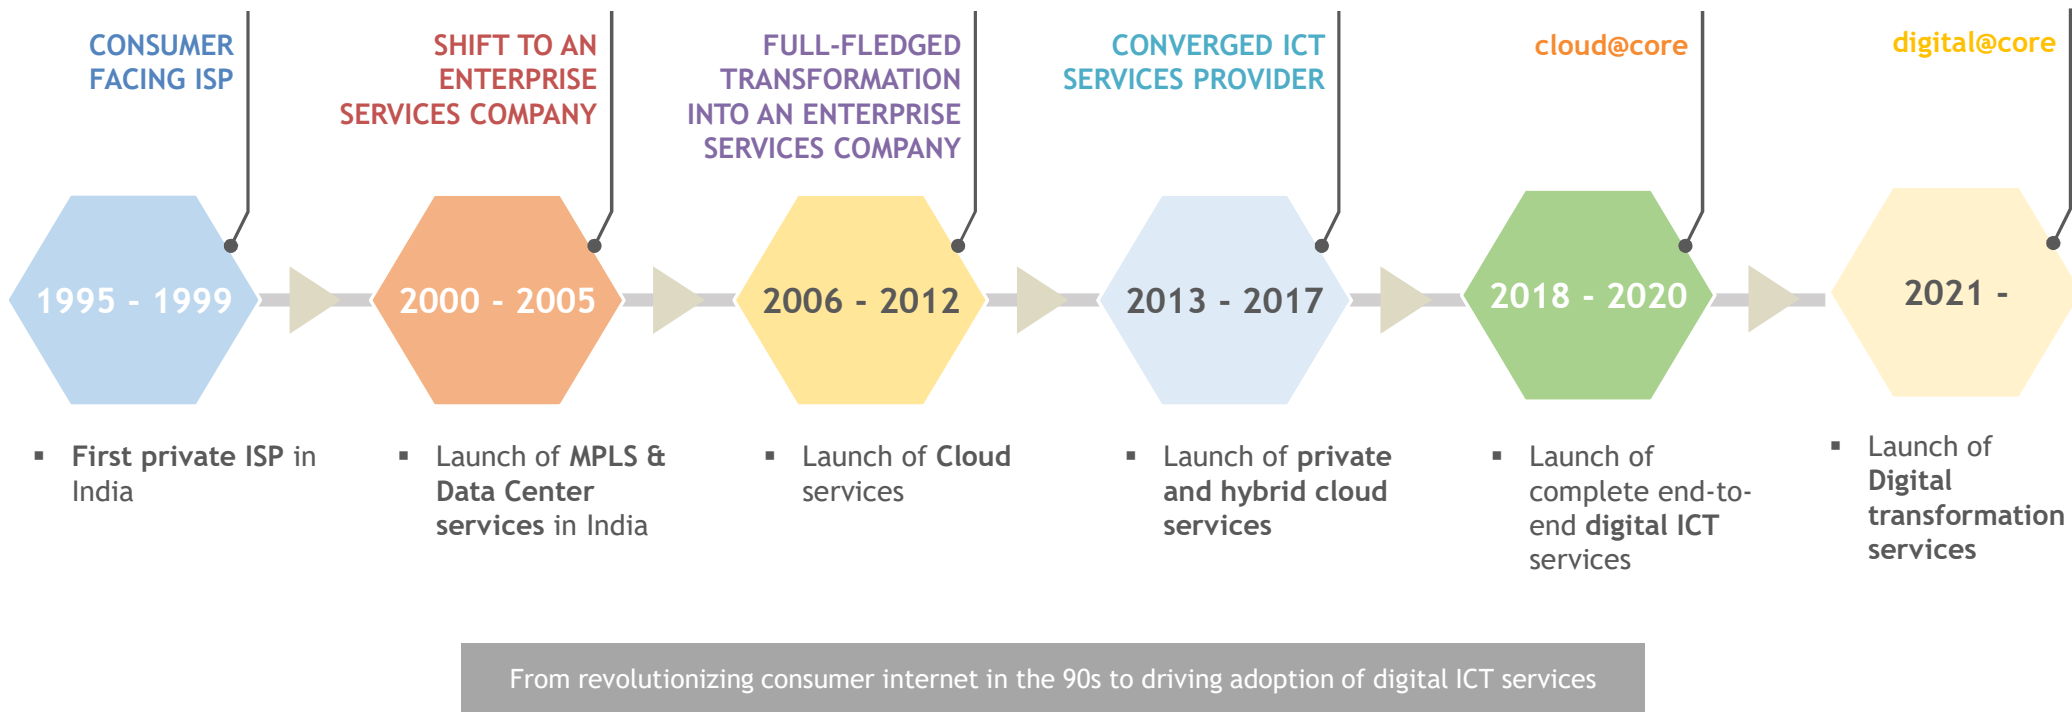 CONSUMER
FACING ISP
SHIFT TO AN
ENTERPRISE
SERVICES COMPANY
FULL-FLEDGED
TRANSFORMATION
INTO AN ENTERPRISE
SERVICES COMPANY
CONVERGED ICT
SERVICES PROVIDER
cloud@core
digital@core
1995 - 1999
2000 - 2005
2006 - 2012
2013 - 2017
2018 - 2020
2021 -
▪ First private ISP in
India
▪ Launch of MPLS &
Data Center
services in India
▪ Launch of Cloud
services
▪ Launch of private
and hybrid cloud
services
▪ Launch of
complete end-to-
end digital ICT
services
▪ Launch of
Digital
transformation
services
From revolutionizing consumer internet in the 90s to driving adoption of digital ICT services